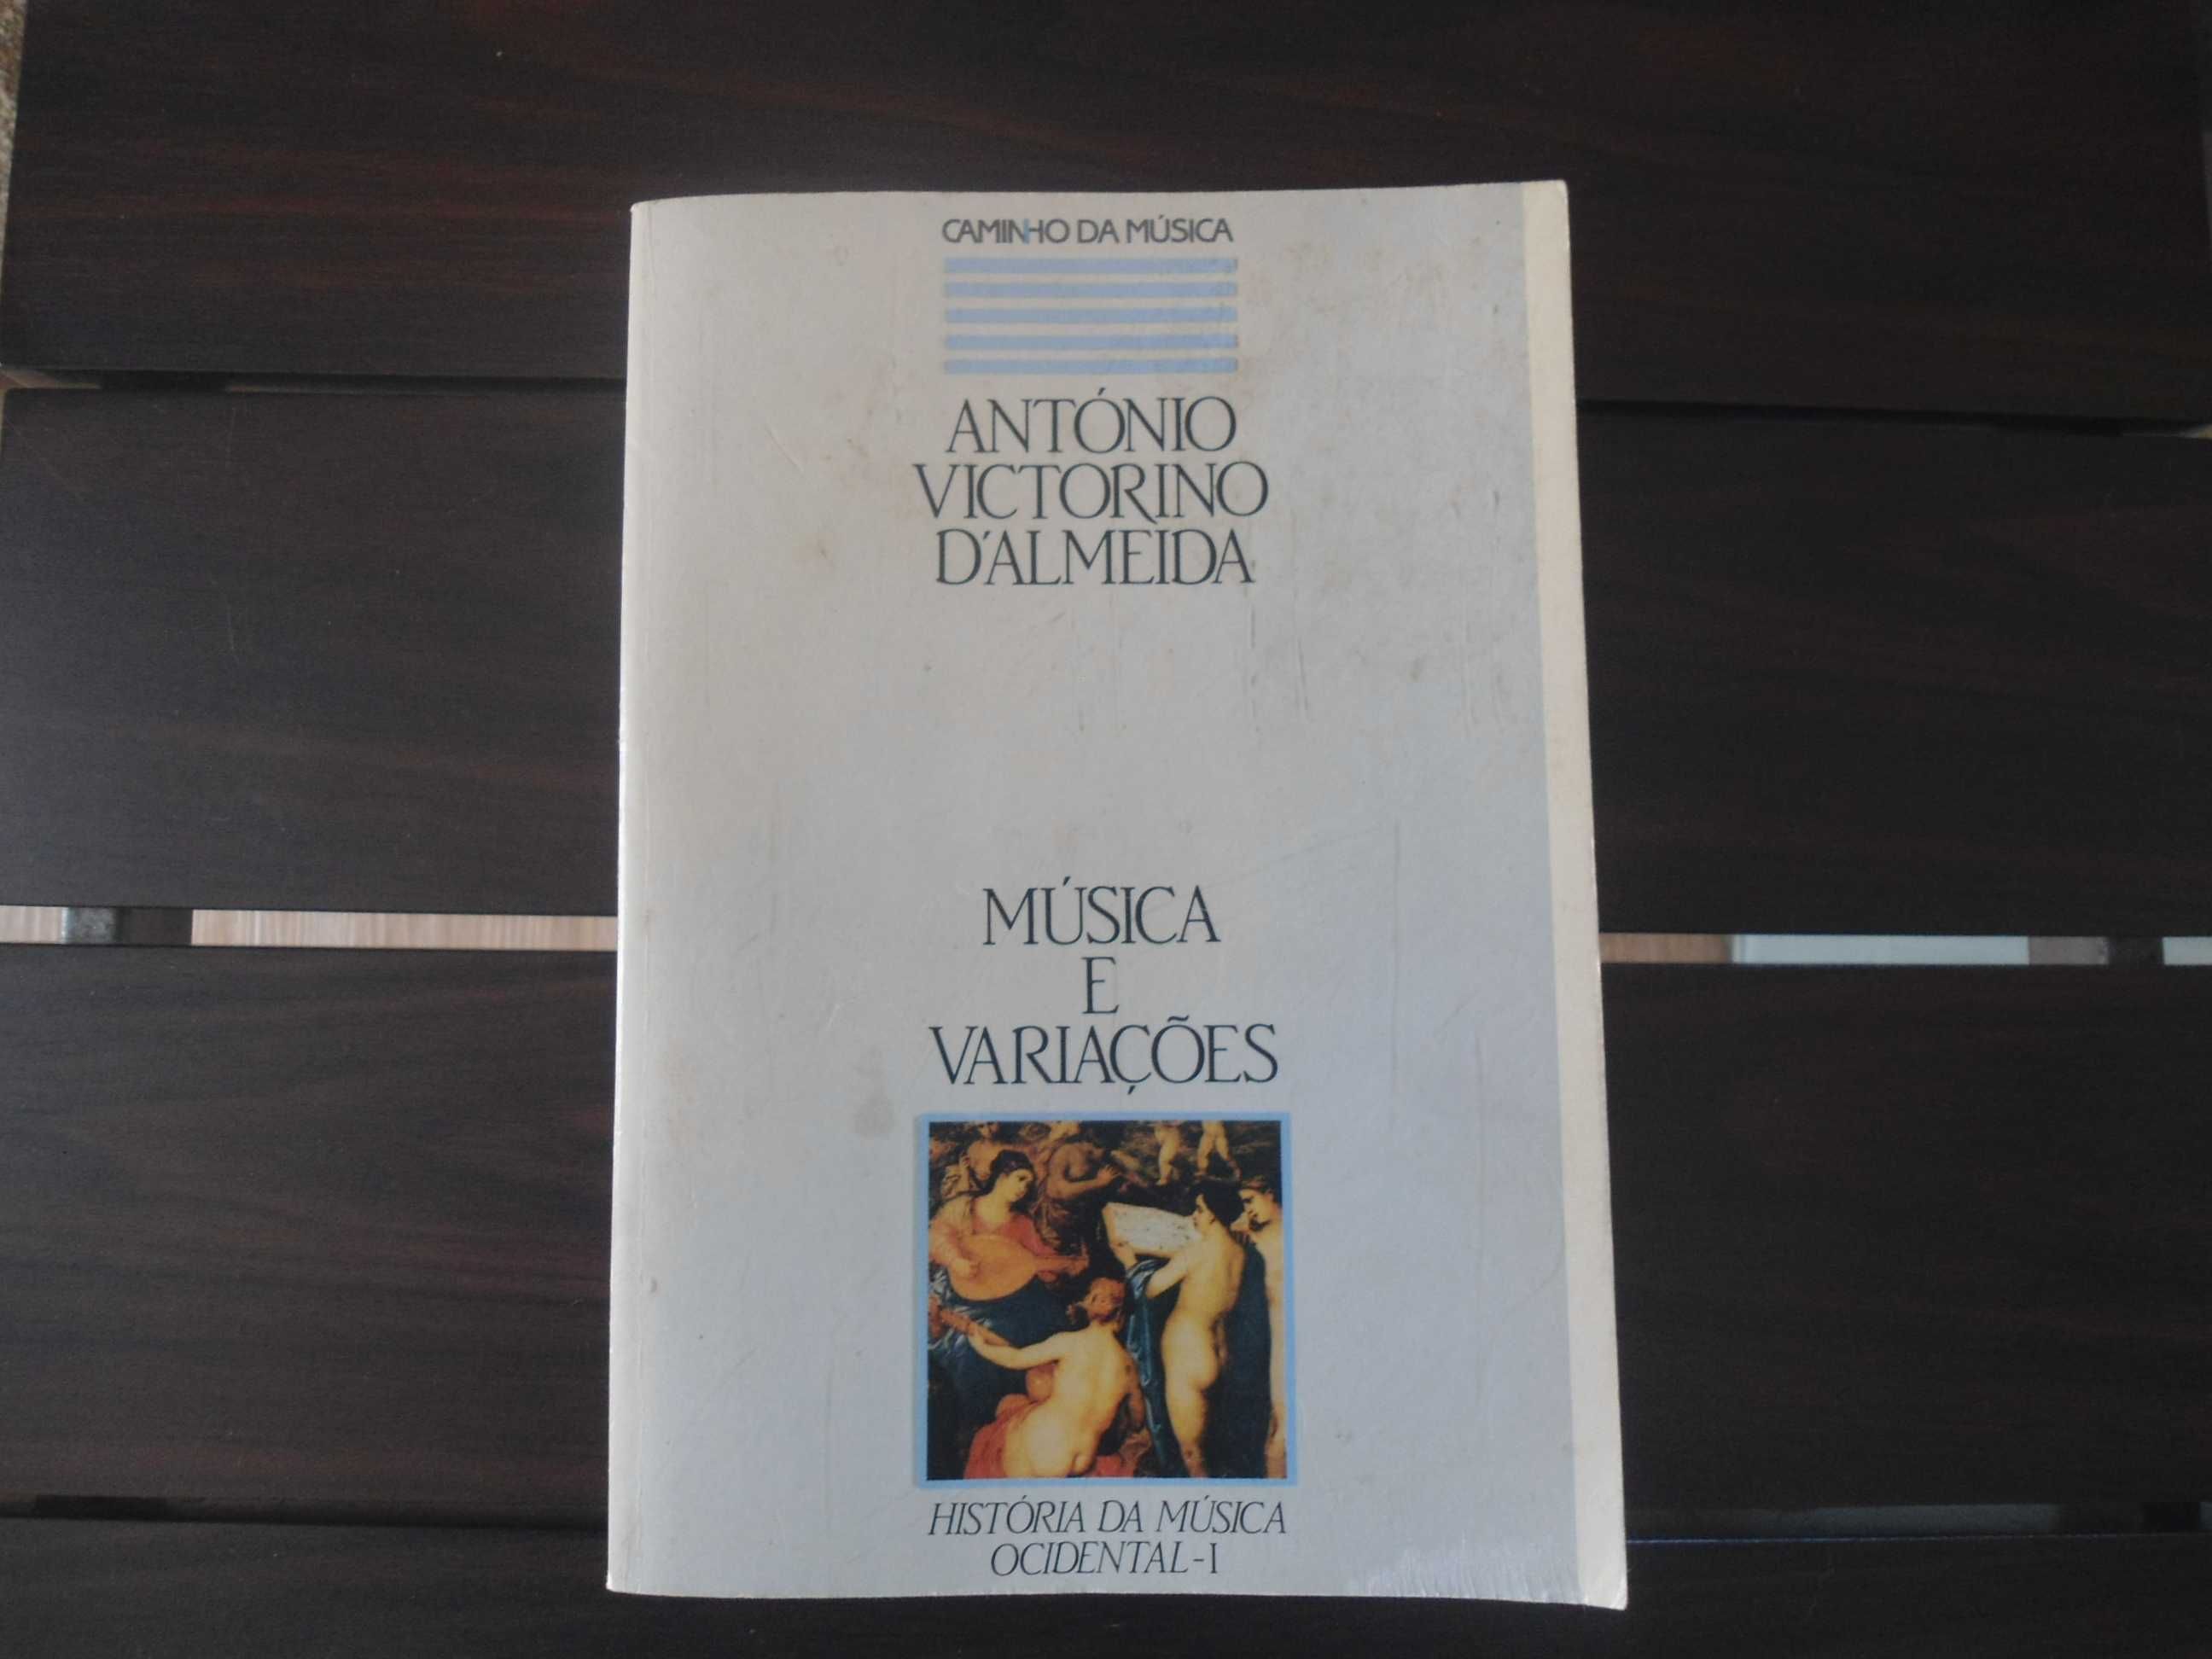 CAMINHO DA MÚSICA
ANTÓNIO
VICTORINO
D'ALMEIDA
MÚSICA
E
VARIAÇÕES
HISTÓRIA DA MÚSICA
OCIDENTAL-I